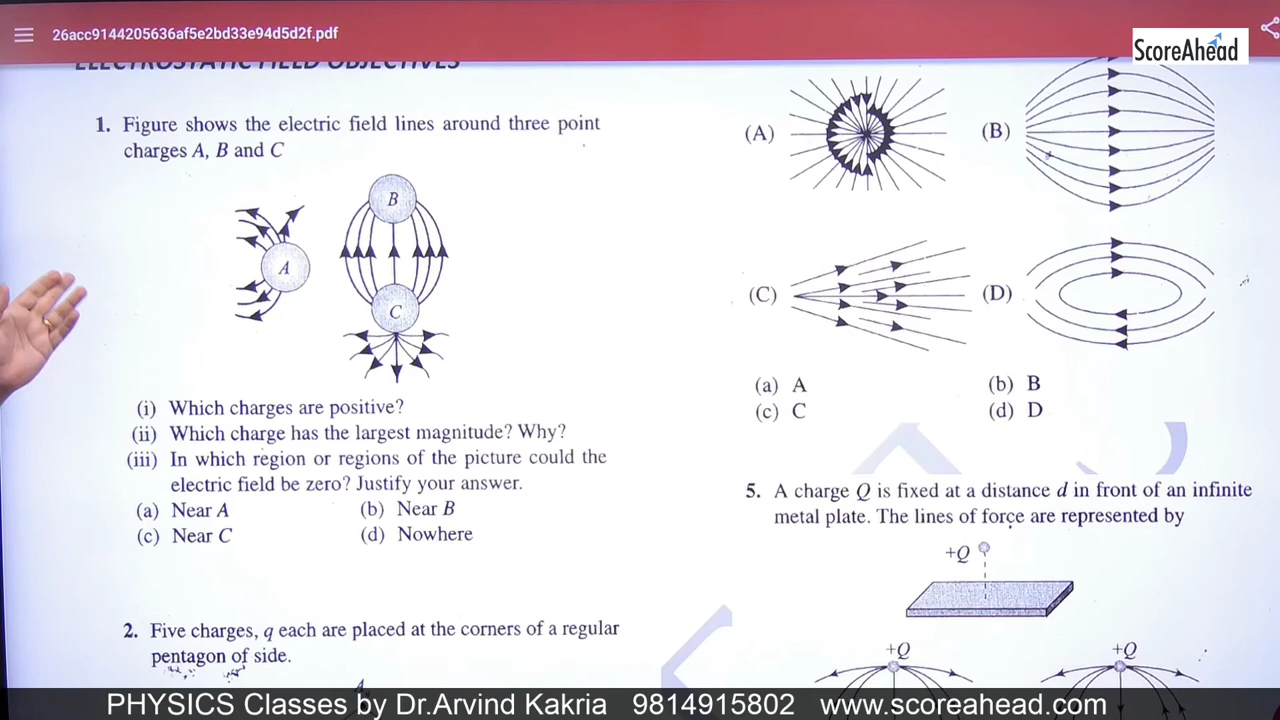 26acc9144205636af5e2bd33e94d5d2f.pdf
ScoreAhead
ELECTROSTATIC FIELD OBJECTIVES
1. Figure shows the electric field lines around three point
charges A, B and C
B
A
C
(i) Which charges are positive?
(ii) Which charge has the largest magnitude? Why?
(iii) In which region or regions of the picture could the
electric field be zero? Justify your answer.
(a) Near A (b) Near B
(c) Near C (d) Nowhere
2. Five charges, q each are placed at the corners of a regular
pentagon of side.
A
(A) (B)
(C) (D)
(a) A (b) B
(c) C (d) D
5. A charge Q is fixed at a distance d in front of an infinite
metal plate. The lines of force are represented by
+Q
+Q +Q
PHYSICS Classes by Dr.Arvind Kakria 9814915802 www.scoreahead.com